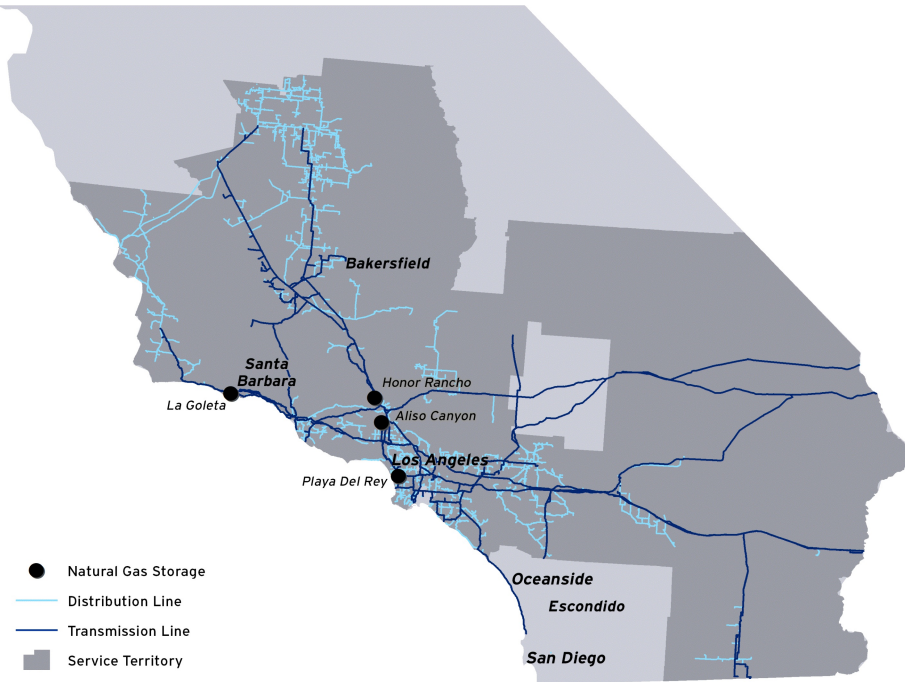 Bakersfield
Santa
Barbara
Honor Rancho
La Goleta
Aliso Canyon
Los Angeles
Playa Del Rey
Oceanside
Escondido
San Diego
Natural Gas Storage
Distribution Line
Transmission Line
Service Territory